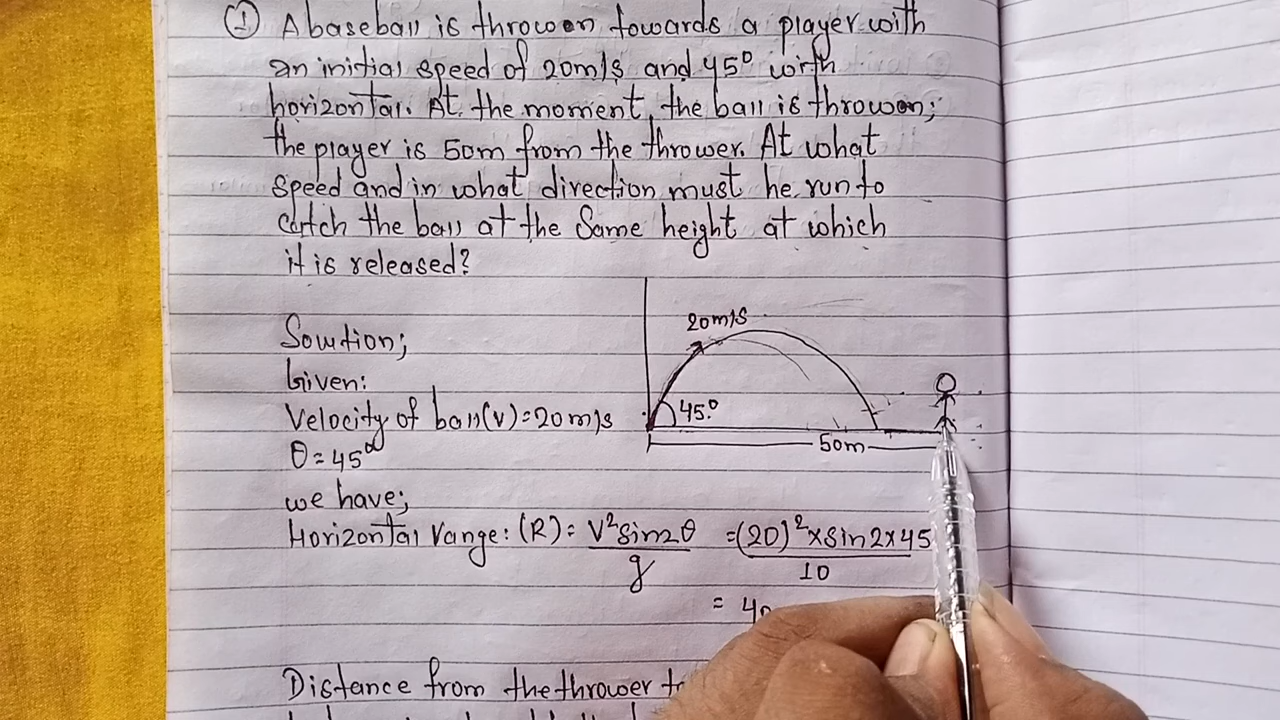 ① A baseball is thrown towards a player with
an initial speed of 20m/s and 45° with
horizontal. At the moment, the ball is thrown;
the player is 50m from the thrower. At what
speed and in what direction must he run to
catch the ball at the same height at which
it is released?
20m/s
45°
50m
Solution;
Given:
Velocity of ball(v)=20m/s
θ=45°
we have;
Horizontal range: (R) = V²sin2θ/g = (20)²×sin2×45/10
= 40
Distance from the thrower